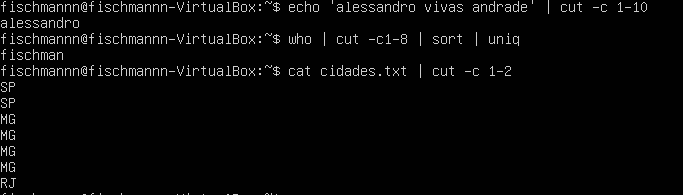 fischmannn@fischmannn-VirtualBox:~$ echo 'alessandro vivas andrade' | cut -c 1-10
alessandro
fischmannn@fischmannn-VirtualBox:~$ who | cut -c1-8 | sort | uniq
fischman
fischmannn@fischmannn-VirtualBox:~$ cat cidades.txt | cut -c 1-2
SP
SP
MG
MG
MG
MG
RJ